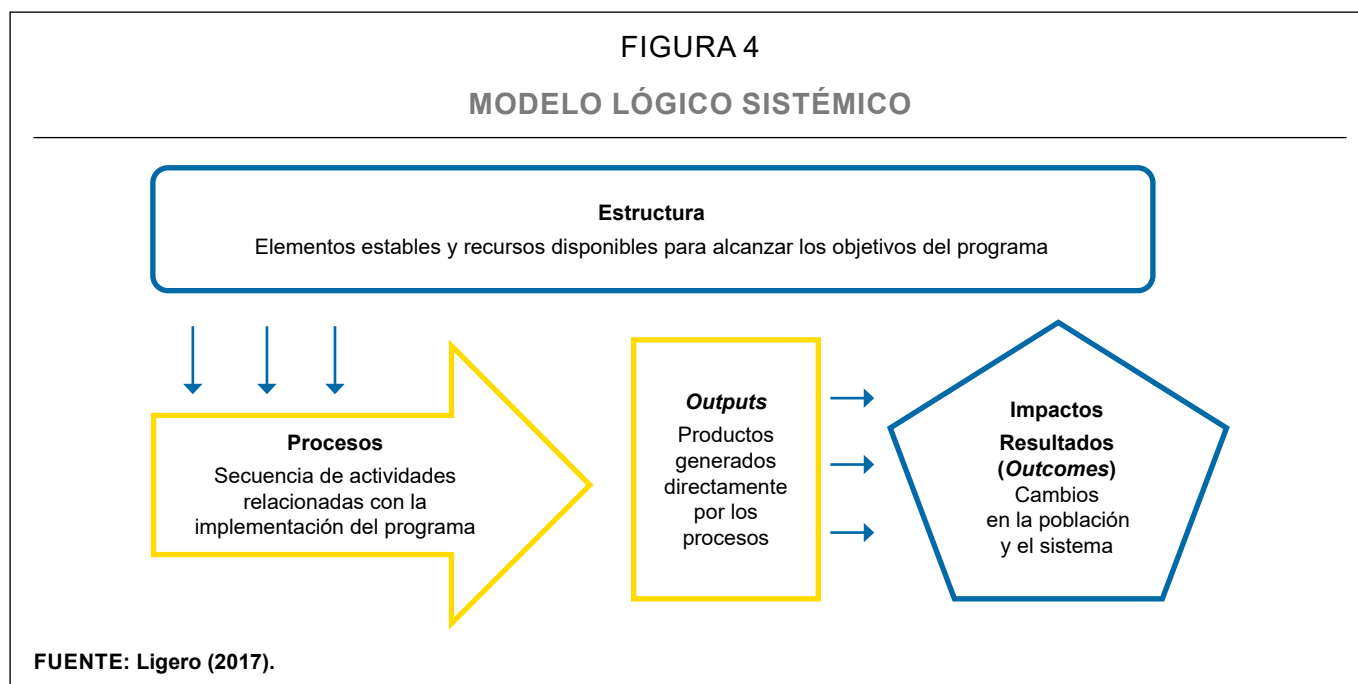 FIGURA 4
MODELO LÓGICO SISTÉMICO
Estructura
Elementos estables y recursos disponibles para alcanzar los objetivos del programa
Procesos
Secuencia de actividades
relacionadas con la
implementación del programa
Outputs
Productos
generados
directamente
por los
procesos
Impactos
Resultados
(Outcomes)
Cambios
en la población
y el sistema
FUENTE: Ligero (2017).